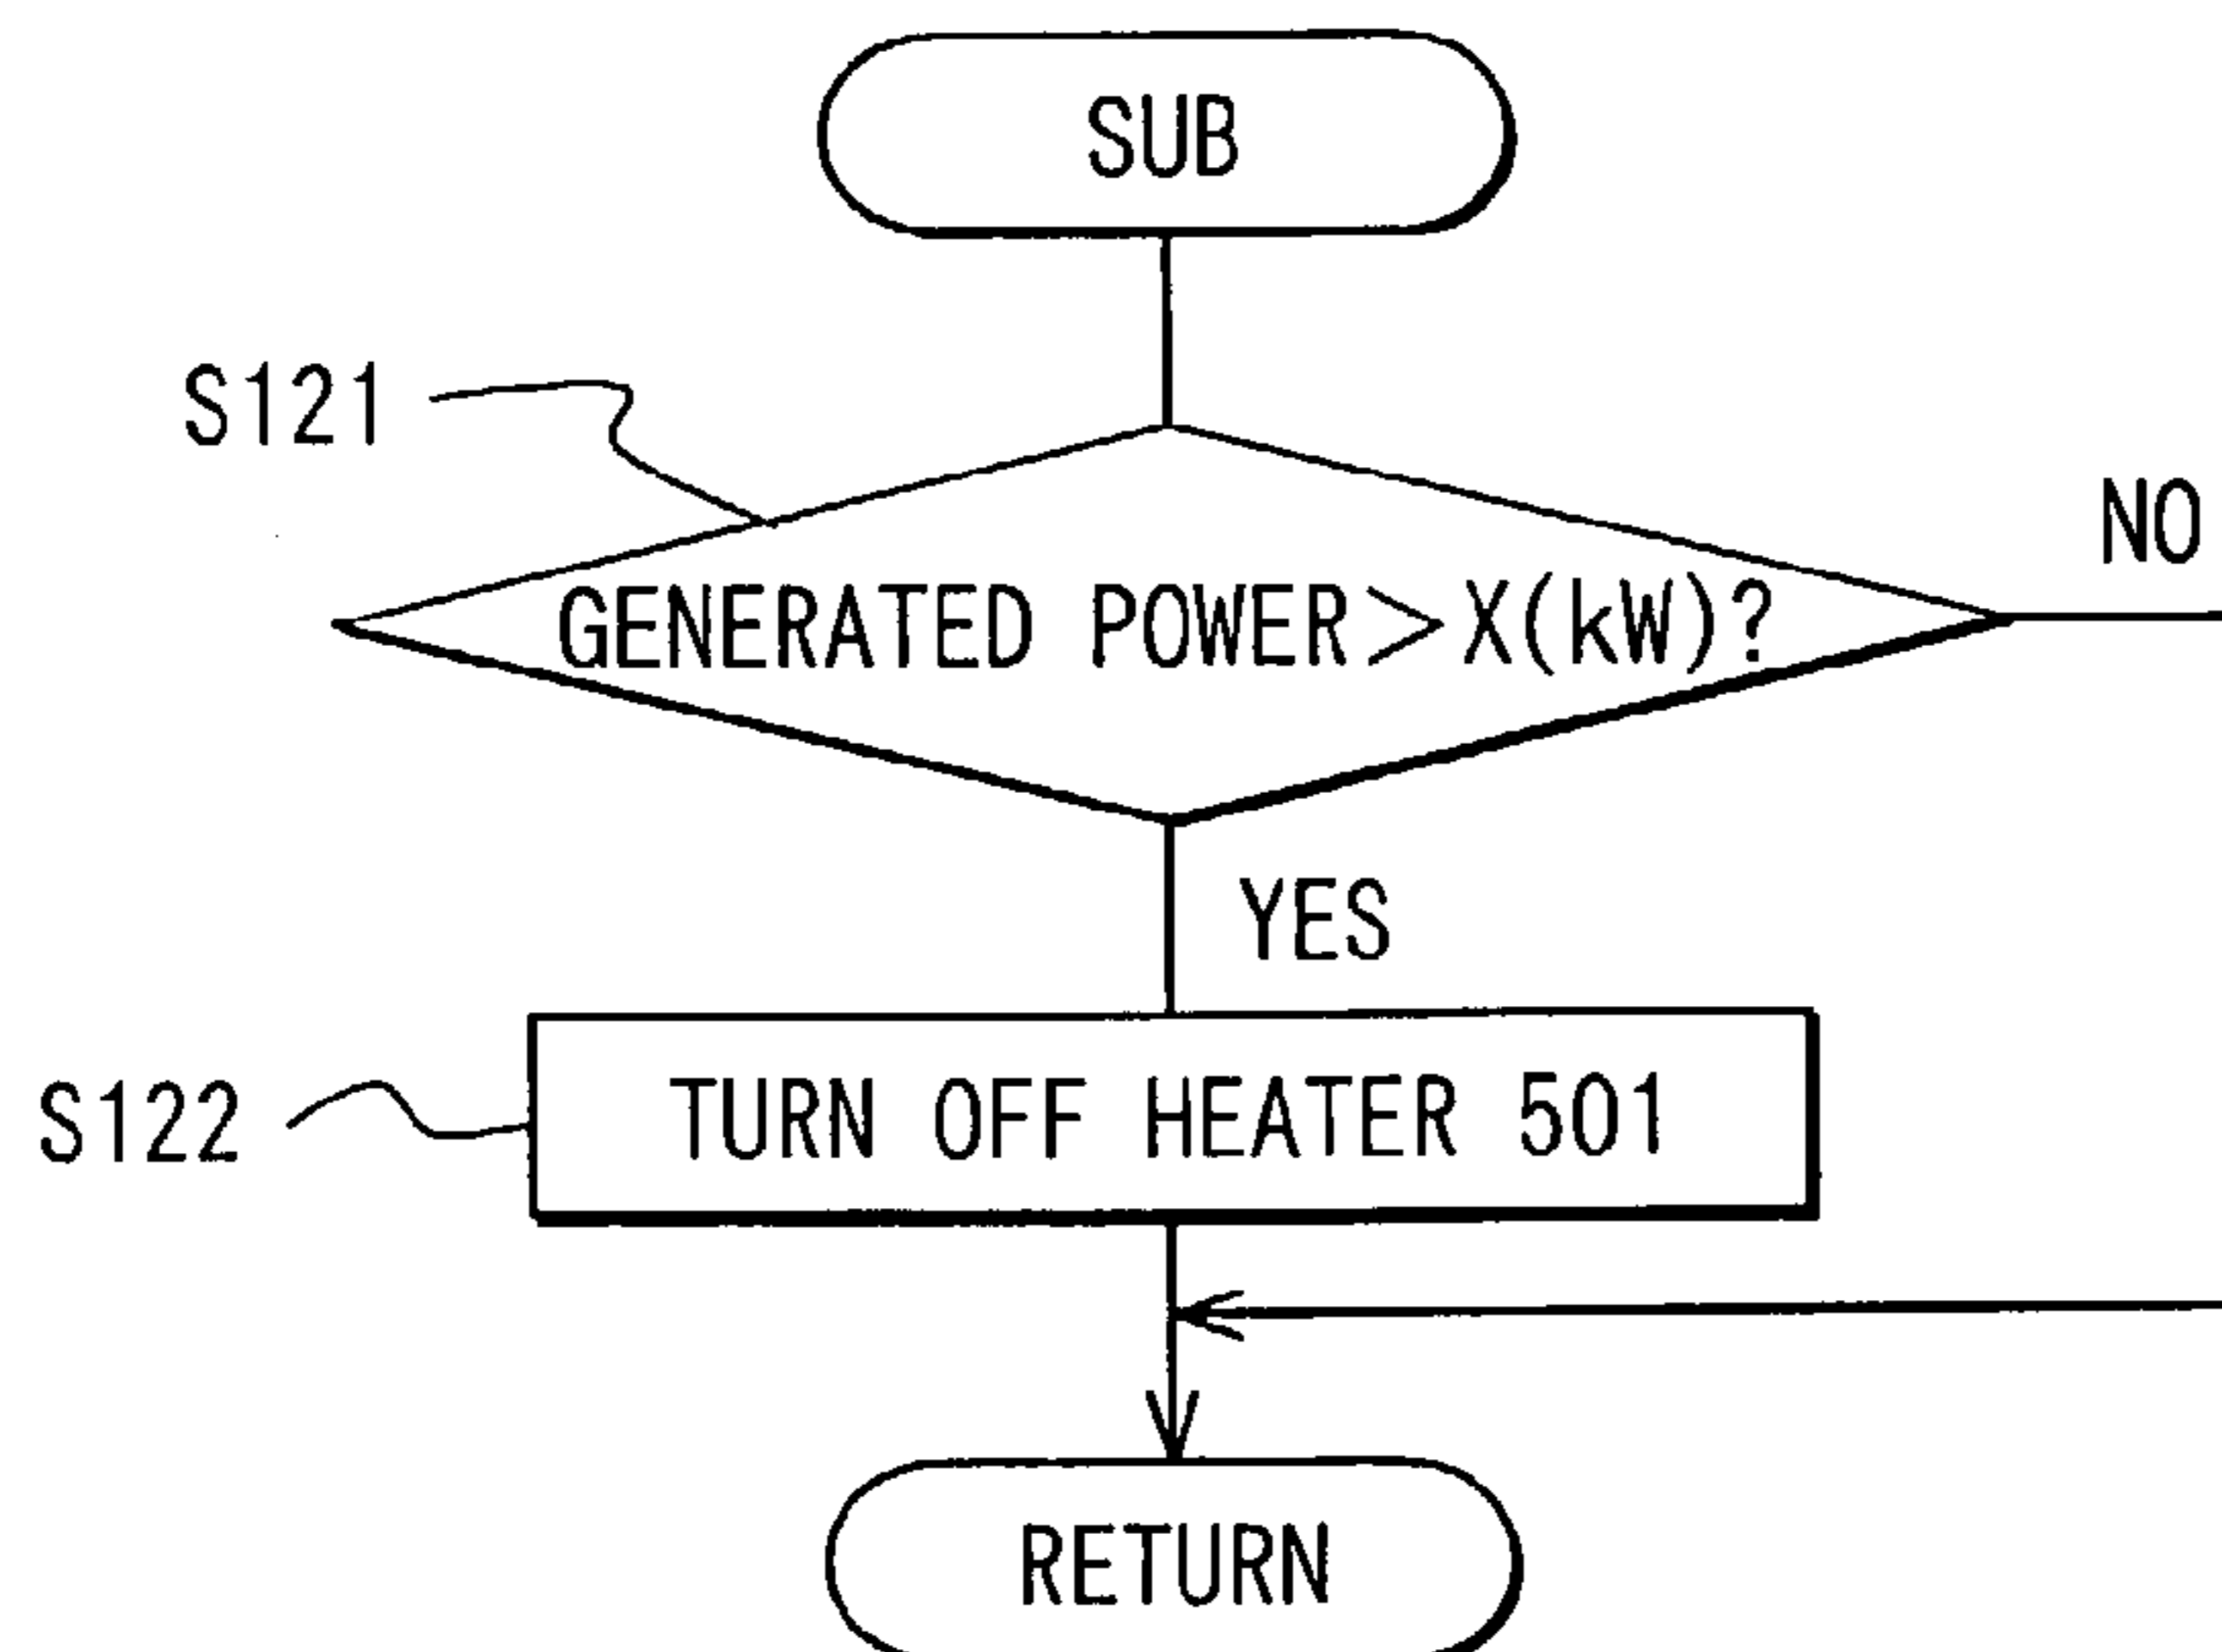 SUB
S121
NO
GENERATED POWER>X(kW)?
YES
S122
TURN OFF HEATER 501
RETURN